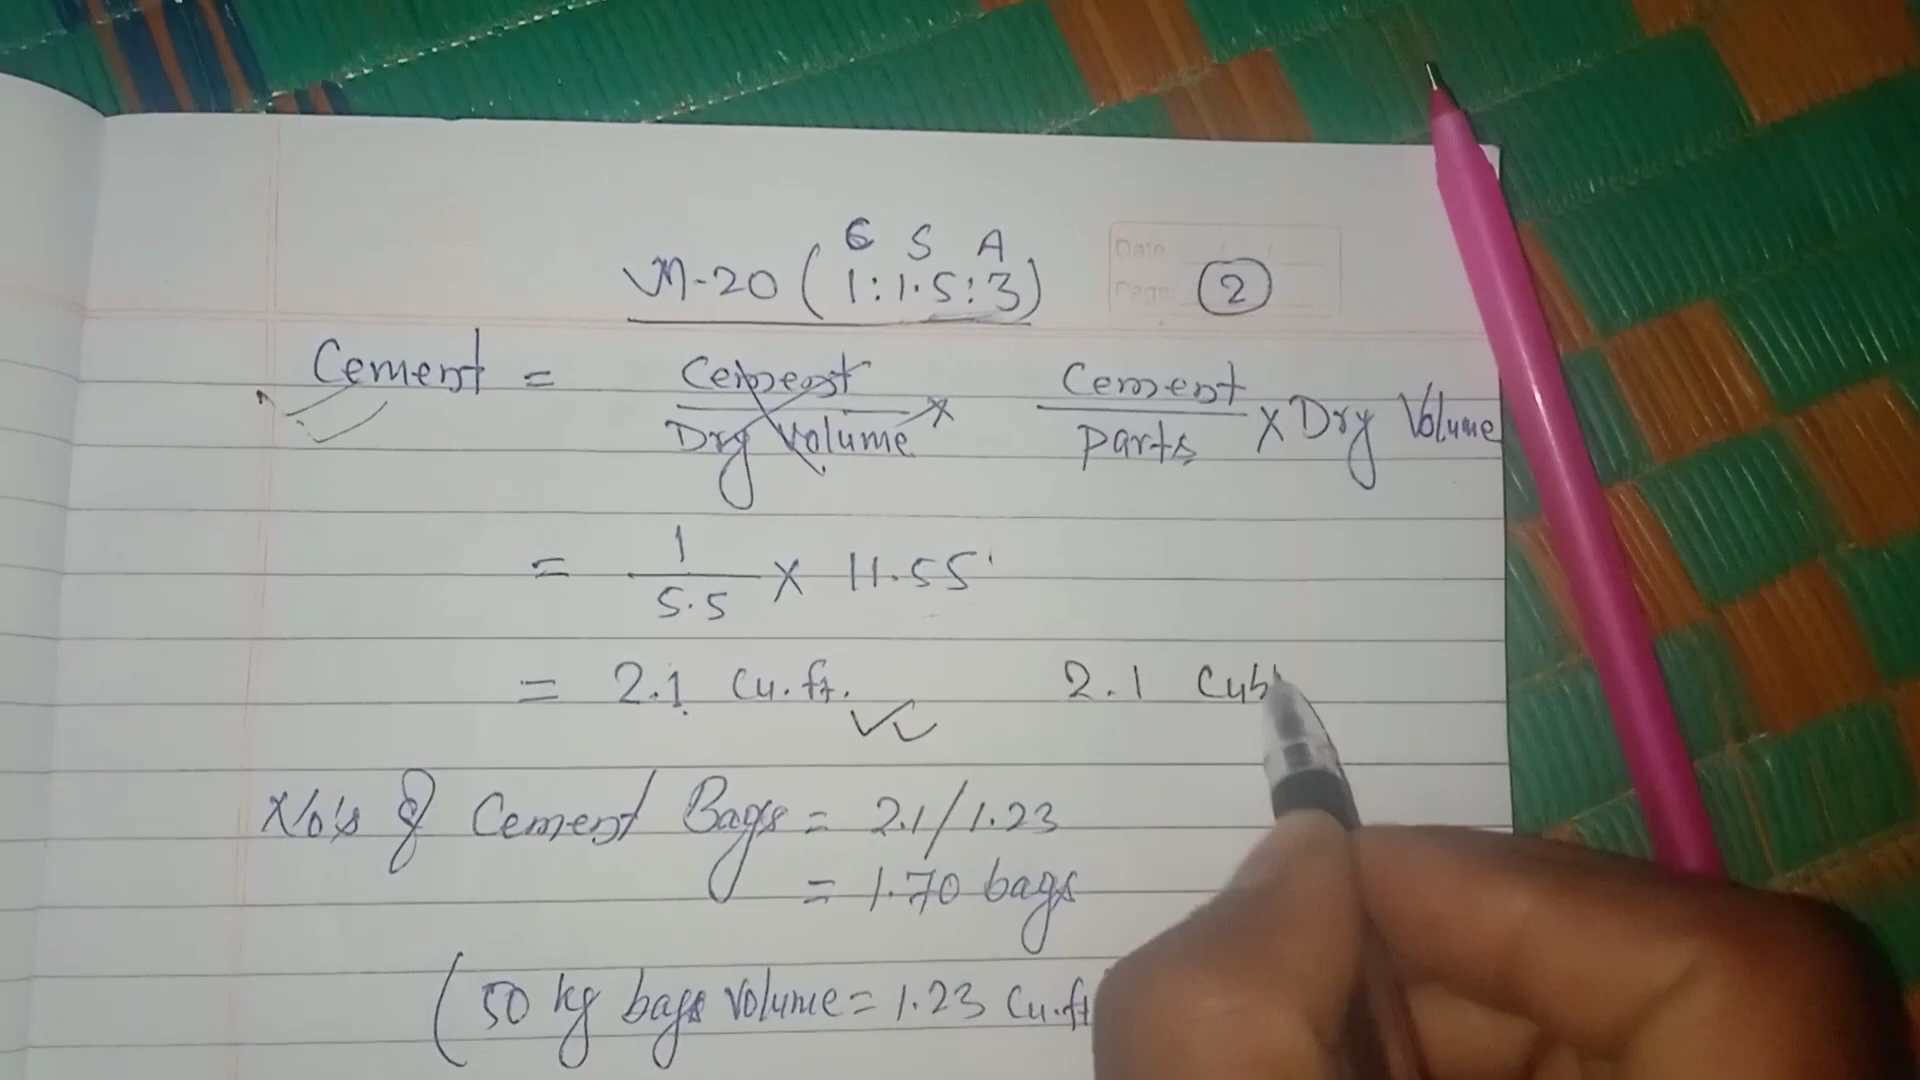 C S A
M-20 (1:1.5:3)
Date
Page:
2
Cement = Cement / Dry Volume × Cement / Parts × Dry Volume
= 1 / 5.5 × 11.55
= 2.1 Cu.ft. 2.1 Cub
No's of Cement Bags = 2.1/1.23
= 1.70 bags
(50 kg bags Volume = 1.23 Cu.ft